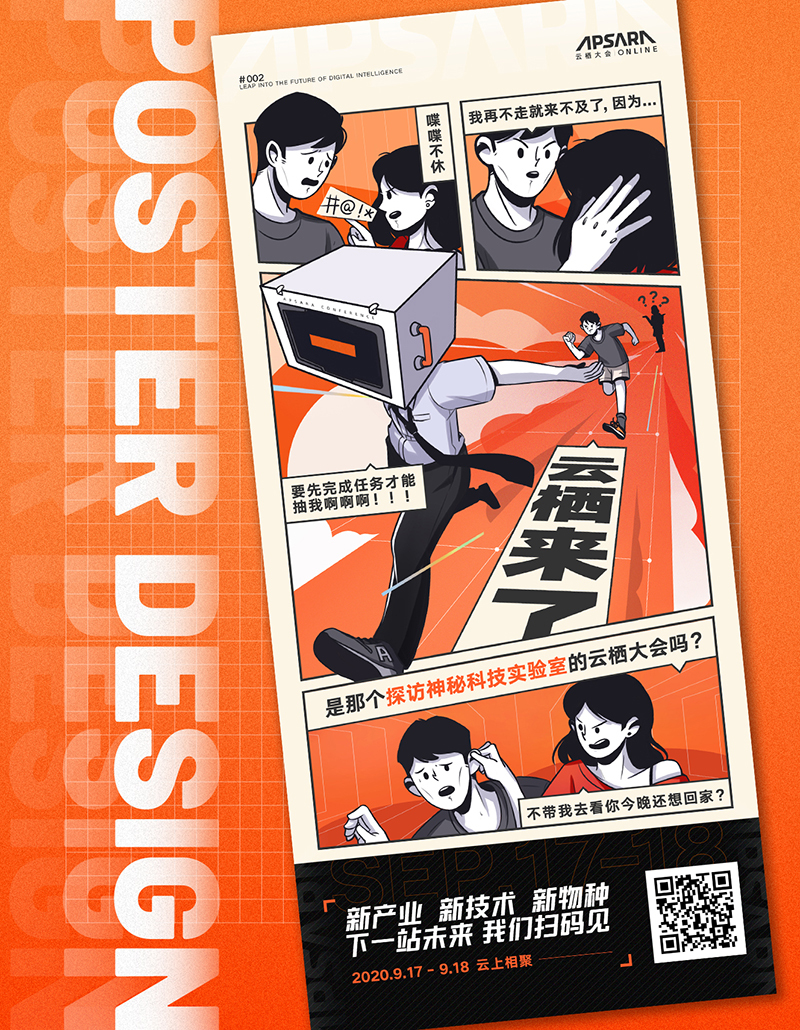 POSTER DESIGN
POSTER DESIGN
POSTER DESIGN
#002
LEAP INTO THE FUTURE OF DIGITAL INTELLIGENCE
APSARA
云栖大会 ONLINE
喋喋不休
#@!*
我再不走就来不及了,因为...
APSARA CONFERENCE
???
要先完成任务才能
抽我啊啊啊!!!
云栖来了
是那个探访神秘科技实验室的云栖大会吗?
不带我去看你今晚还想回家?
SEP.17-18
新产业 新技术 新物种
下一站未来 我们扫码见
2020.9.17 - 9.18 云上相聚